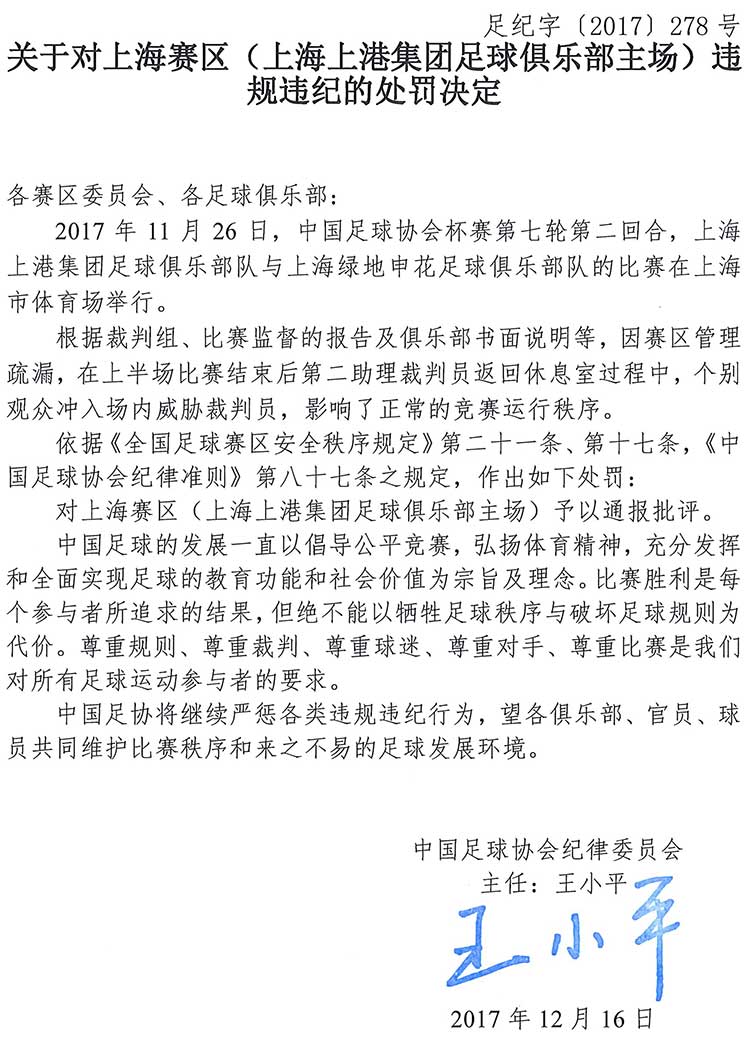 足纪字〔2017〕278号
关于对上海赛区（上海上港集团足球俱乐部主场）违
规违纪的处罚决定
各赛区委员会、各足球俱乐部：
2017 年 11 月 26 日，中国足球协会杯赛第七轮第二回合，上海
上港集团足球俱乐部队与上海绿地申花足球俱乐部队的比赛在上海
市体育场举行。
根据裁判组、比赛监督的报告及俱乐部书面说明等，因赛区管理
疏漏，在上半场比赛结束后第二助理裁判员返回休息室过程中，个别
观众冲入场内威胁裁判员，影响了正常的竞赛运行秩序。
依据《全国足球赛区安全秩序规定》第二十一条、第十七条，《中
国足球协会纪律准则》第八十七条之规定，作出如下处罚：
对上海赛区（上海上港集团足球俱乐部主场）予以通报批评。
中国足球的发展一直以倡导公平竞赛，弘扬体育精神，充分发挥
和全面实现足球的教育功能和社会价值为宗旨及理念。比赛胜利是每
个参与者所追求的结果，但绝不能以牺牲足球秩序与破坏足球规则为
代价。尊重规则、尊重裁判、尊重球迷、尊重对手、尊重比赛是我们
对所有足球运动参与者的要求。
中国足协将继续严惩各类违规违纪行为，望各俱乐部、官员、球
员共同维护比赛秩序和来之不易的足球发展环境。
中国足球协会纪律委员会
主任：王小平
王小平
2017 年 12 月 16 日